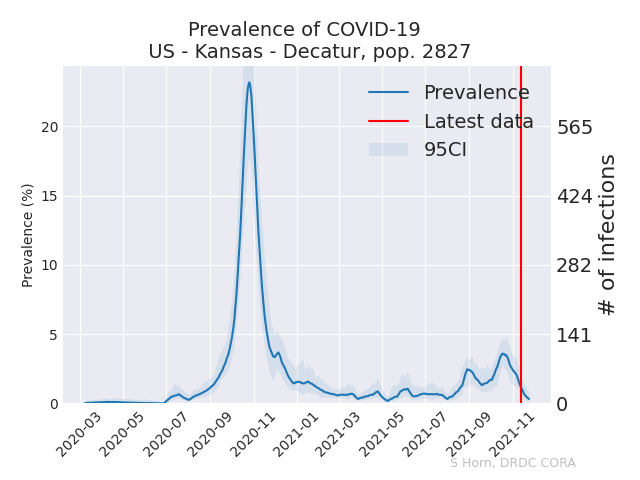 Prevalence of COVID-19
US - Kansas - Decatur, pop. 2827
Prevalence
Latest data
95CI
Prevalence (%)
20
15
10
5
0
565
424
282
141
0
# of infections
2020-03
2020-05
2020-07
2020-09
2020-11
2021-01
2021-03
2021-05
2021-07
2021-09
2021-11
S Horn, DRDC CORA